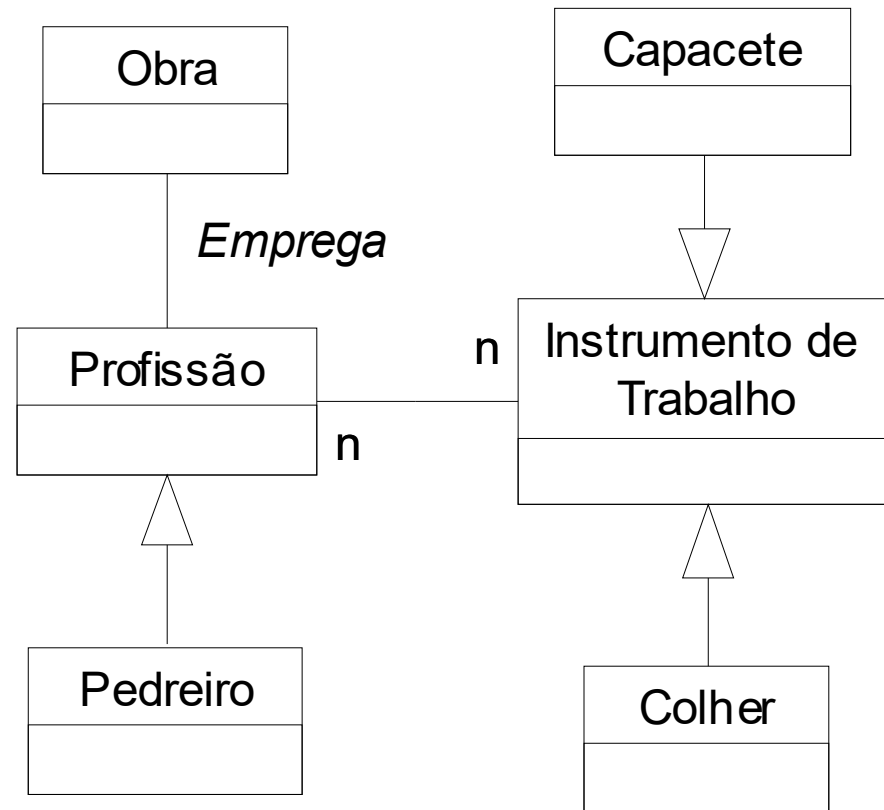 Obra
Capacete
Emprega
Profissão
n
n
Instrumento de
Trabalho
Pedreiro
Colher